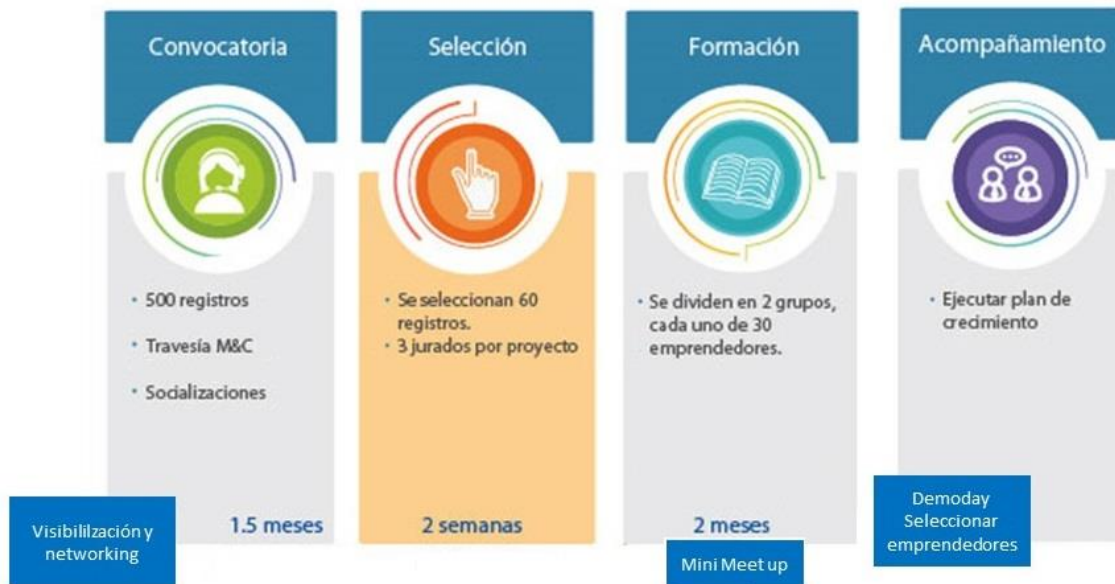 Convocatoria
500 registros
Travesía M&C
Socializaciones
1.5 meses
Visibililzación y
networking
Selección
Se seleccionan 60
registros.
3 jurados por proyecto
2 semanas
Formación
Se dividen en 2 grupos,
cada uno de 30
emprendedores.
2 meses
Mini Meet up
Acompañamiento
Ejecutar plan de
crecimiento
Demoday
Seleccionar
emprendedores